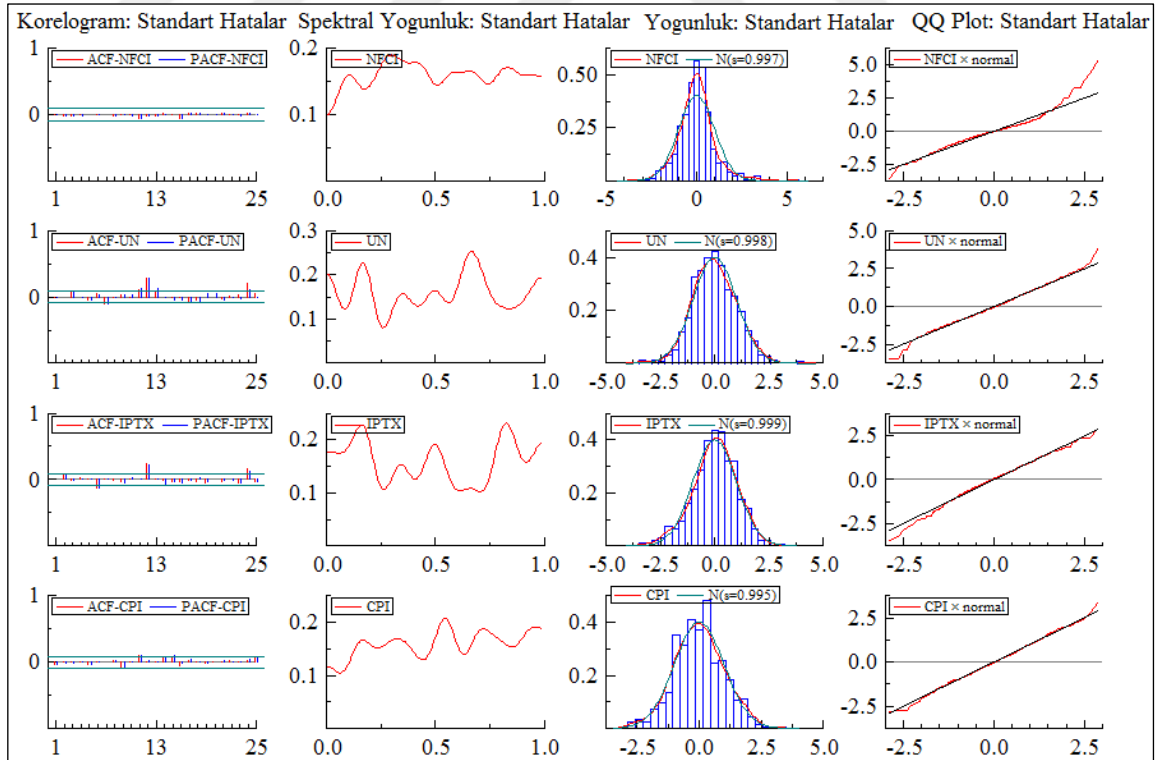 Korelogram: Standart Hatalar Spektral Yogunluk: Standart Hatalar Yogunluk: Standart Hatalar QQ Plot: Standart Hatalar
1 0.2
ACF-NFCI PACF-NFCI NFCI NFCI N(s=0.997) NFCI × normal
0 0.1 0.50 0.25 5.0 2.5 0.0 -2.5
1 13 25 0.0 0.5 1.0 -5 0 5 -2.5 0.0 2.5
1 0.3 5.0
ACF-UN PACF-UN UN UN N(s=0.998) UN × normal
0 0.2 0.1 0.4 0.2 2.5 0.0 -2.5
1 13 25 0.0 0.5 1.0 -5.0 -2.5 0.0 2.5 5.0 -2.5 0.0 2.5
1
ACF-IPTX PACF-IPTX IPTX IPTX N(s=0.999) IPTX × normal
0 0.2 0.1 0.4 0.2 2.5 0.0 -2.5
1 13 25 0.0 0.5 1.0 -5.0 -2.5 0.0 2.5 5.0 -2.5 0.0 2.5
1 0.3 5.0
ACF-CPI PACF-CPI CPI CPI N(s=0.995) CPI × normal
0 0.2 0.1 0.4 0.2 2.5 0.0 -2.5
1 13 25 0.0 0.5 1.0 -2.5 0.0 2.5 5.0 -2.5 0.0 2.5